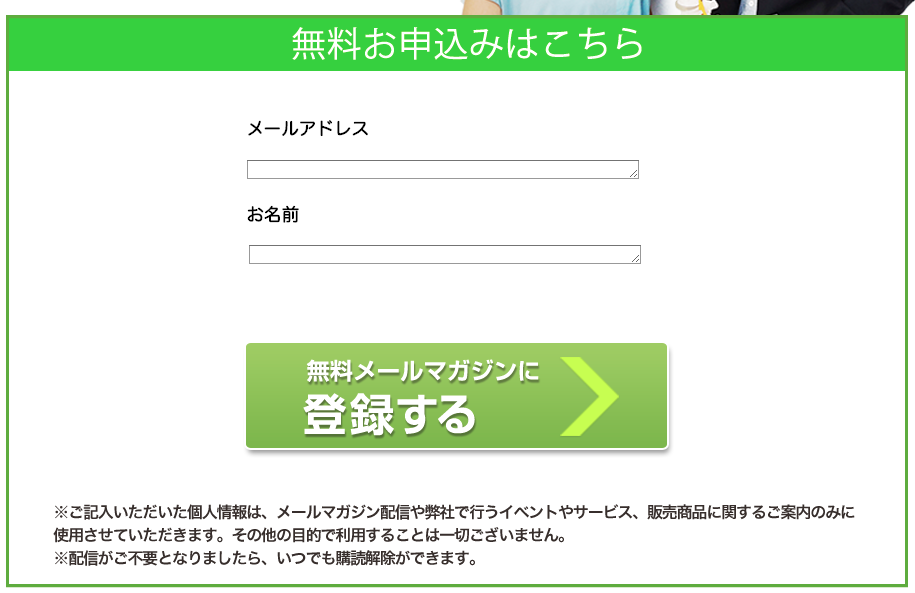 無料お申込みはこちら
メールアドレス
お名前
無料メールマガジンに
登録する
※ご記入いただいた個人情報は、メールマガジン配信や弊社で行うイベントやサービス、販売商品に関するご案内のみに
使用させていただきます。その他の目的で利用することは一切ございません。
※配信がご不要となりましたら、いつでも購読解除ができます。